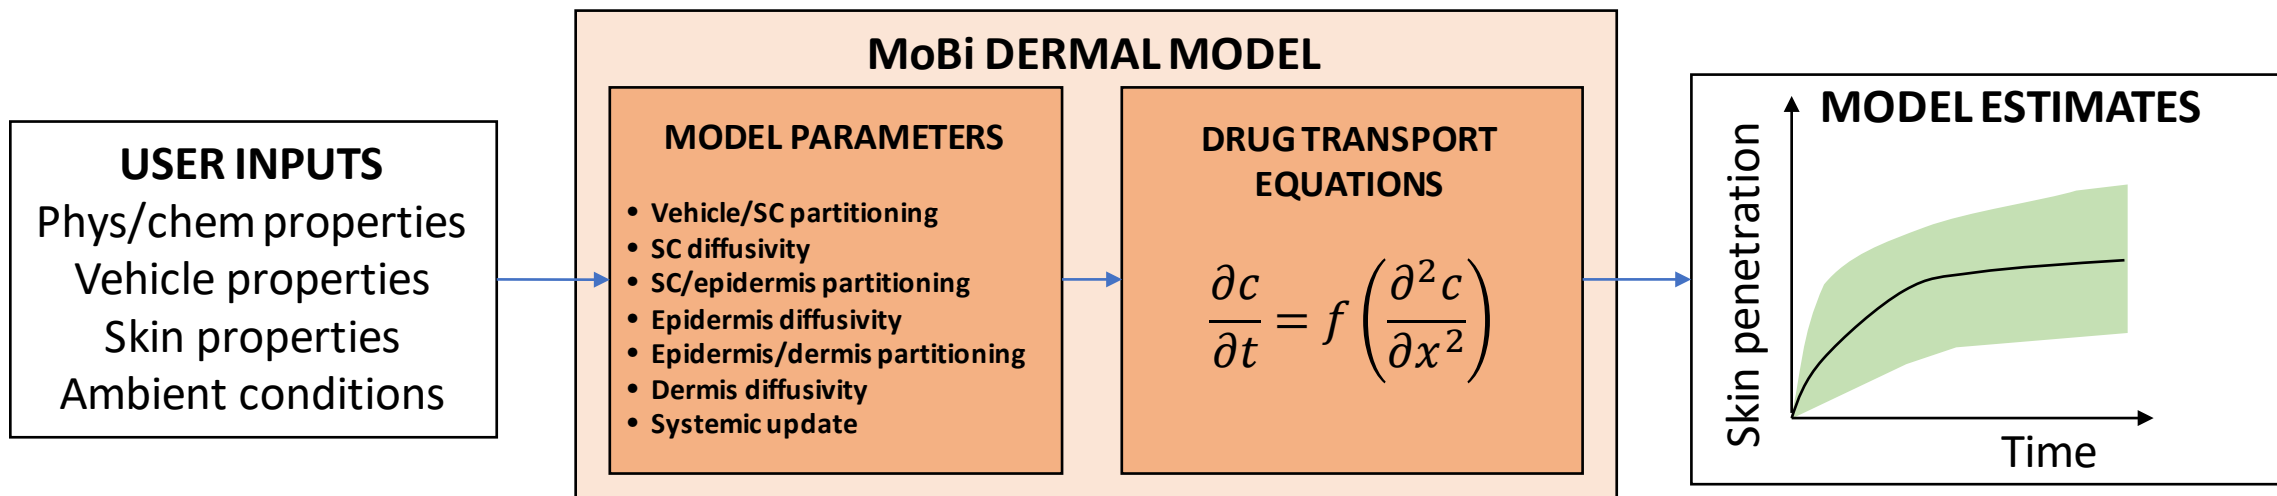 USER INPUTS
Phys/chem properties
Vehicle properties
Skin properties
Ambient conditions
MoBi DERMAL MODEL
MODEL PARAMETERS
• Vehicle/SC partitioning
• SC diffusivity
• SC/epidermis partitioning
• Epidermis diffusivity
• Epidermis/dermis partitioning
• Dermis diffusivity
• Systemic update
DRUG TRANSPORT
EQUATIONS
∂c/∂t = f(∂²c/∂x²)
MODEL ESTIMATES
Skin penetration
Time